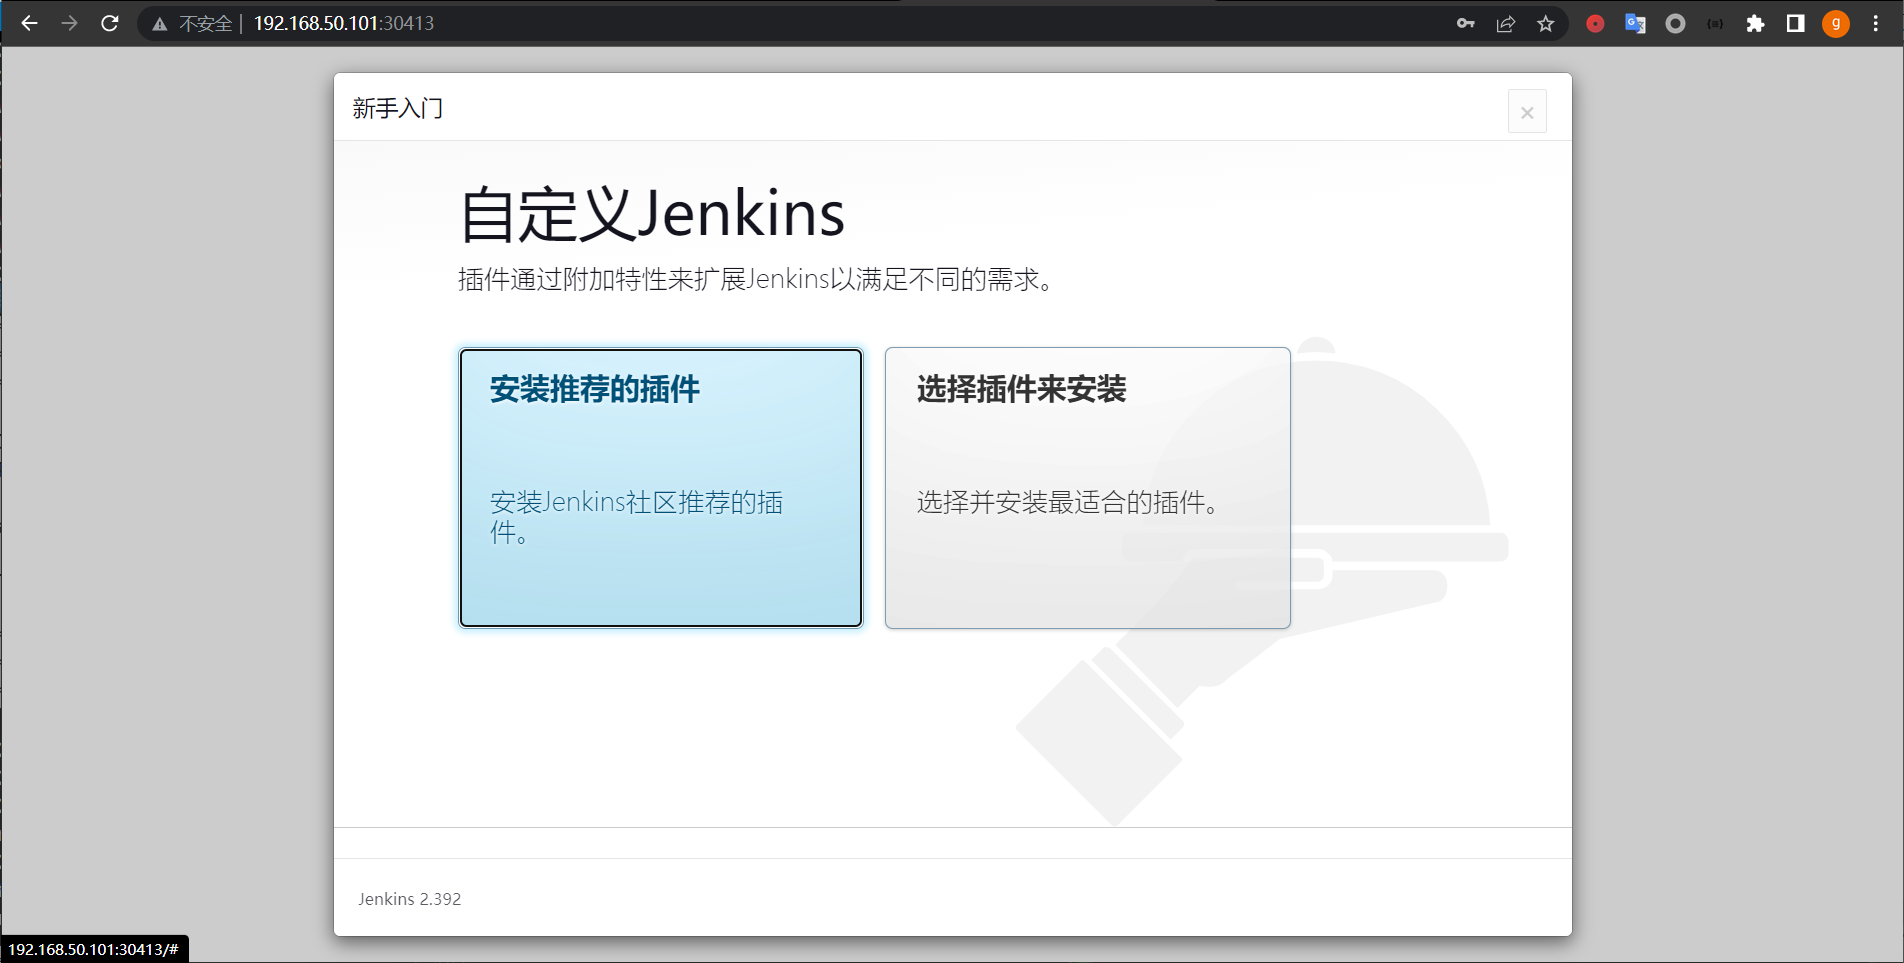 不安全 | 192.168.50.101:30413
g
新手入门
×
自定义Jenkins
插件通过附加特性来扩展Jenkins以满足不同的需求。
安装推荐的插件
安装Jenkins社区推荐的插
件。
选择插件来安装
选择并安装最适合的插件。
Jenkins 2.392
192.168.50.101:30413/#